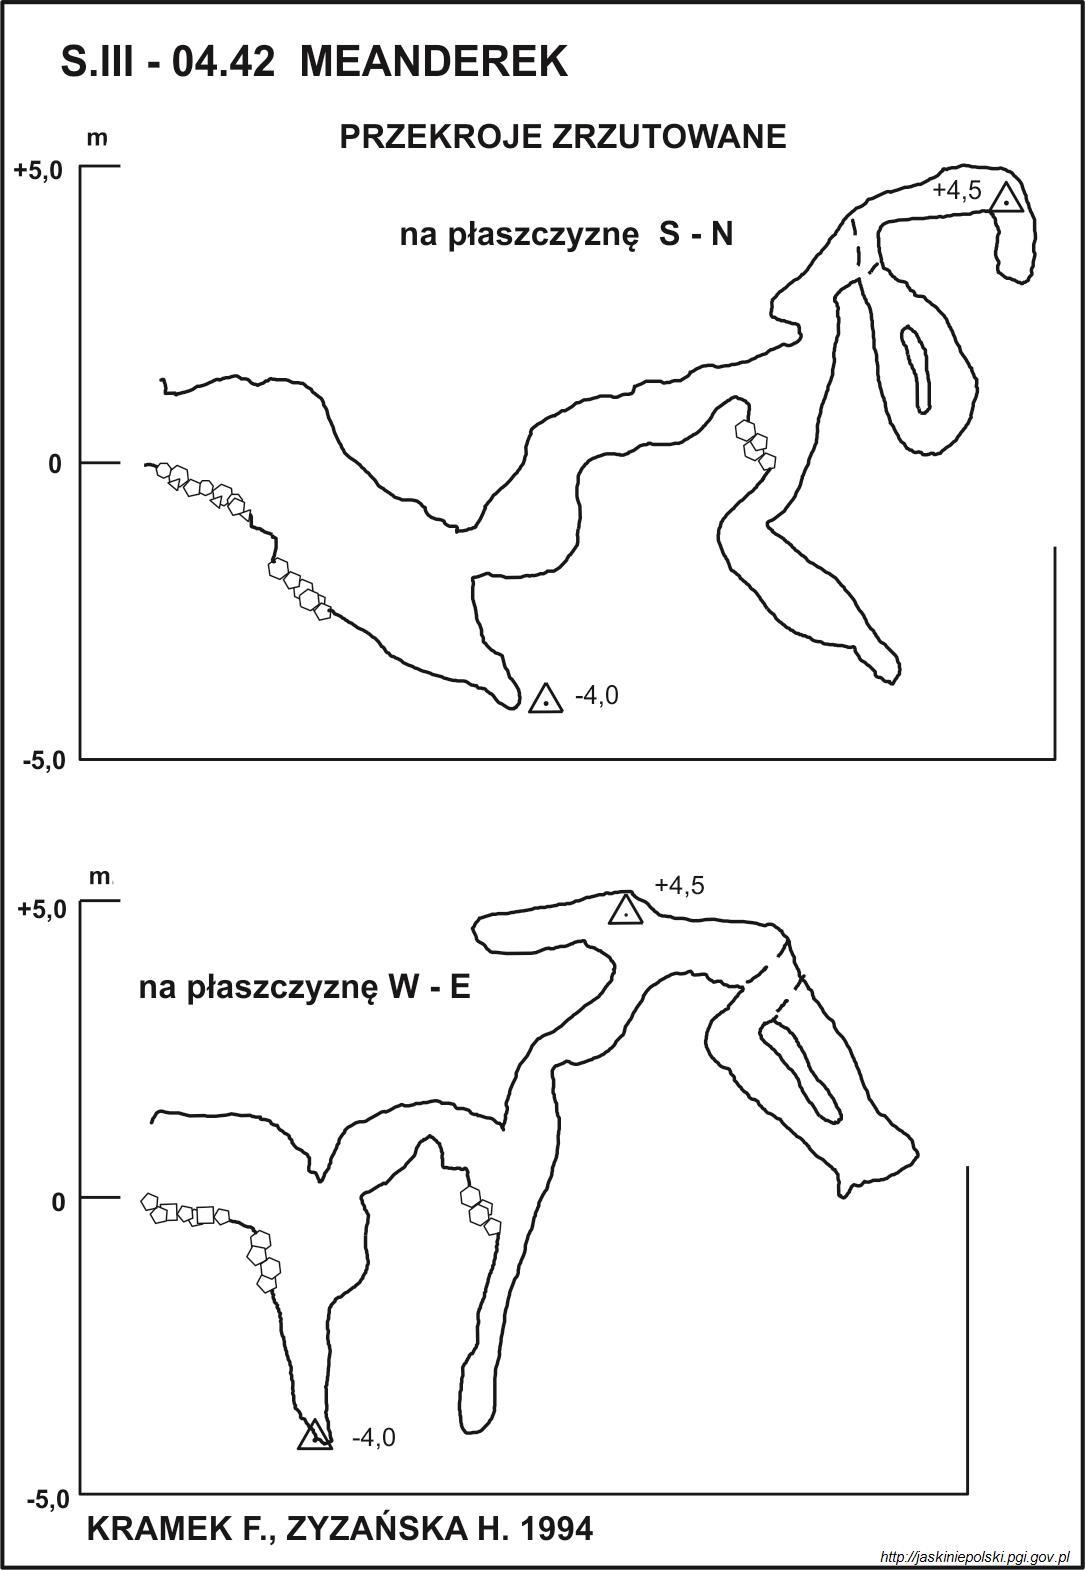 S.III - 04.42 MEANDEREK
PRZEKROJE ZRZUTOWANE
m
+5,0
+4,5
na płaszczyznę S - N
0
-4,0
-5,0
m
+4,5
+5,0
na płaszczyznę W - E
0
-4,0
-5,0
KRAMEK F., ZYZAŃSKA H. 1994
http://jaskiniepolski.pgi.gov.pl